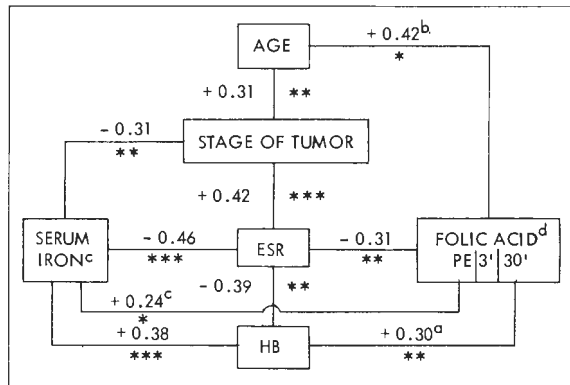 + 0.42b.
AGE
*
+ 0.31 **
- 0.31
STAGE OF TUMOR
**
+ 0.42 ***
SERUM IRONc
- 0.46
***
ESR
- 0.31
**
FOLIC ACIDd
PE 3' 30'
- 0.39 **
+ 0.24c
*
+ 0.38
***
HB
+ 0.30a
**